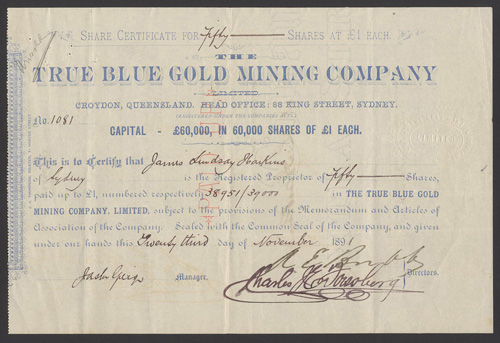 SHARE CERTIFICATE FOR Fifty SHARES AT £1 EACH.
THE
TRUE BLUE GOLD MINING COMPANY
LIMITED
CROYDON, QUEENSLAND. HEAD OFFICE: 88 KING STREET, SYDNEY.
No. 1081
CAPITAL - £60,000, IN 60,000 SHARES OF £1 EACH.
This is to Certify that James Lindsay Hoskins
of Sydney is the Registered Proprietor of Fifty Shares,
paid up to £1, numbered respectively 38951/39000 in THE TRUE BLUE GOLD
MINING COMPANY, LIMITED, subject to the provisions of the Memorandum and Articles of
Association of the Company. Sealed with the Common Seal of the Company, and given
under our hands this Twenty third day of November 1891
Manager.
Charles
Directors.